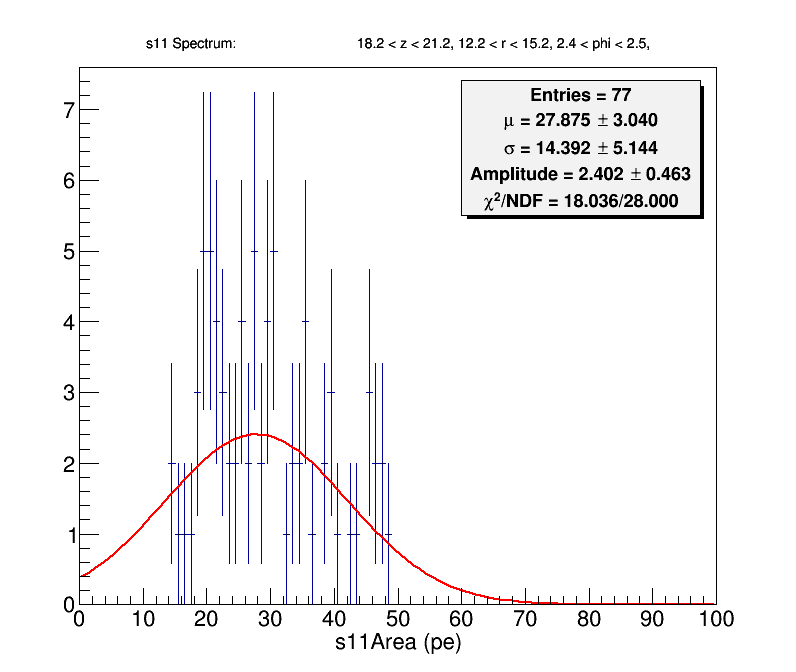 s11 Spectrum: 18.2 < z < 21.2, 12.2 < r < 15.2, 2.4 < phi < 2.5,
Entries = 77
μ = 27.875 ± 3.040
σ = 14.392 ± 5.144
Amplitude = 2.402 ± 0.463
χ²/NDF = 18.036/28.000
7
6
5
4
3
2
1
0
0 10 20 30 40 50 60 70 80 90 100
s11Area (pe)